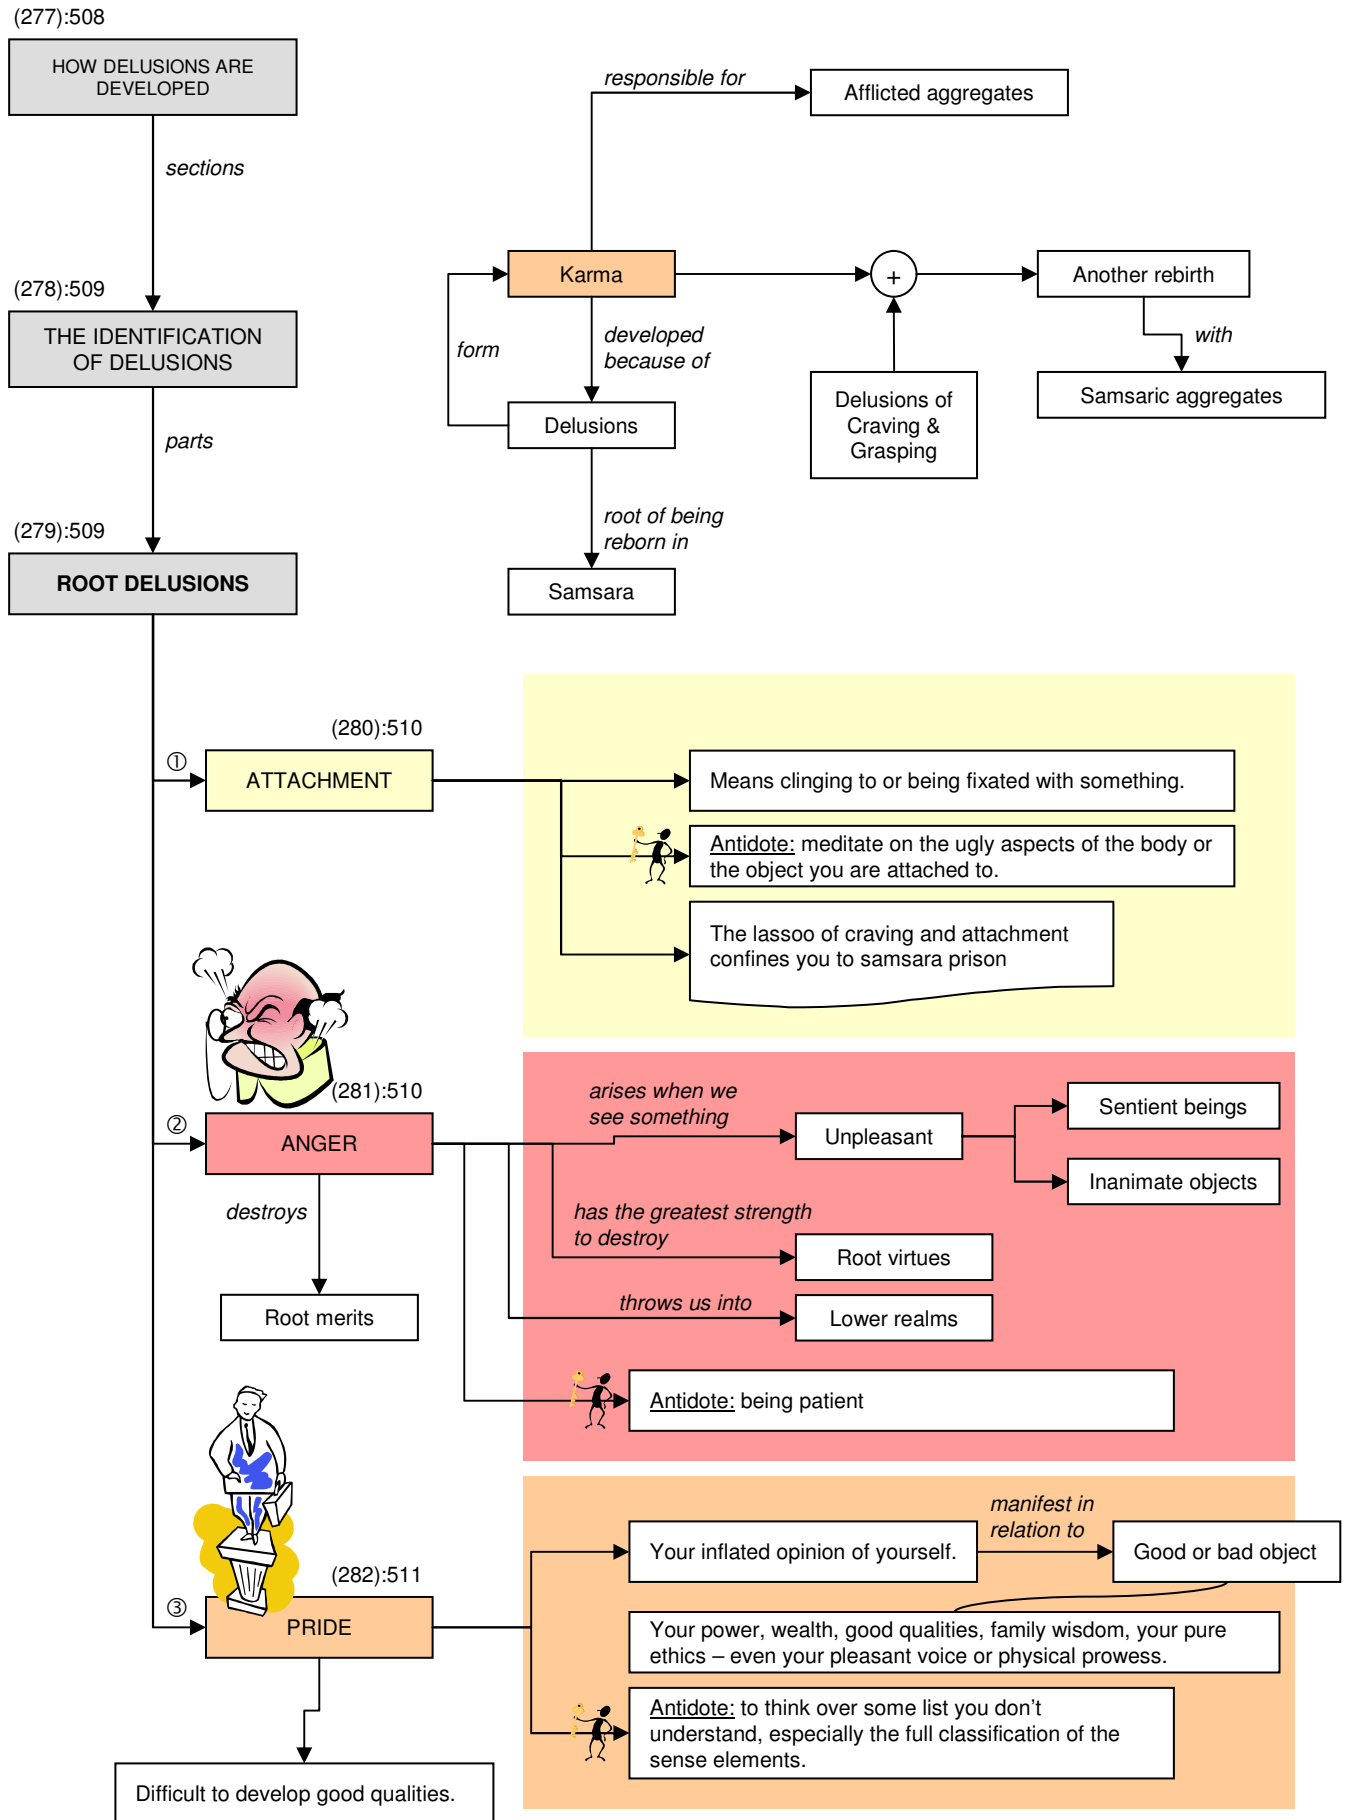 (277):508
HOW DELUSIONS ARE
DEVELOPED
sections
(278):509
THE IDENTIFICATION
OF DELUSIONS
parts
(279):509
ROOT DELUSIONS
responsible for
Afflicted aggregates
Karma
+
Another rebirth
form
developed
because of
with
Delusions of
Craving &
Grasping
Samsaric aggregates
Delusions
root of being
reborn in
Samsara
(280):510
①
ATTACHMENT
Means clinging to or being fixated with something.
Antidote: meditate on the ugly aspects of the body or
the object you are attached to.
The lassoo of craving and attachment
confines you to samsara prison
(281):510
②
ANGER
destroys
Root merits
arises when we
see something
Unpleasant
Sentient beings
Inanimate objects
has the greatest strength
to destroy
Root virtues
throws us into
Lower realms
Antidote: being patient
(282):511
③
PRIDE
Difficult to develop good qualities.
Your inflated opinion of yourself.
manifest in
relation to
Good or bad object
Your power, wealth, good qualities, family wisdom, your pure
ethics – even your pleasant voice or physical prowess.
Antidote: to think over some list you don't
understand, especially the full classification of the
sense elements.